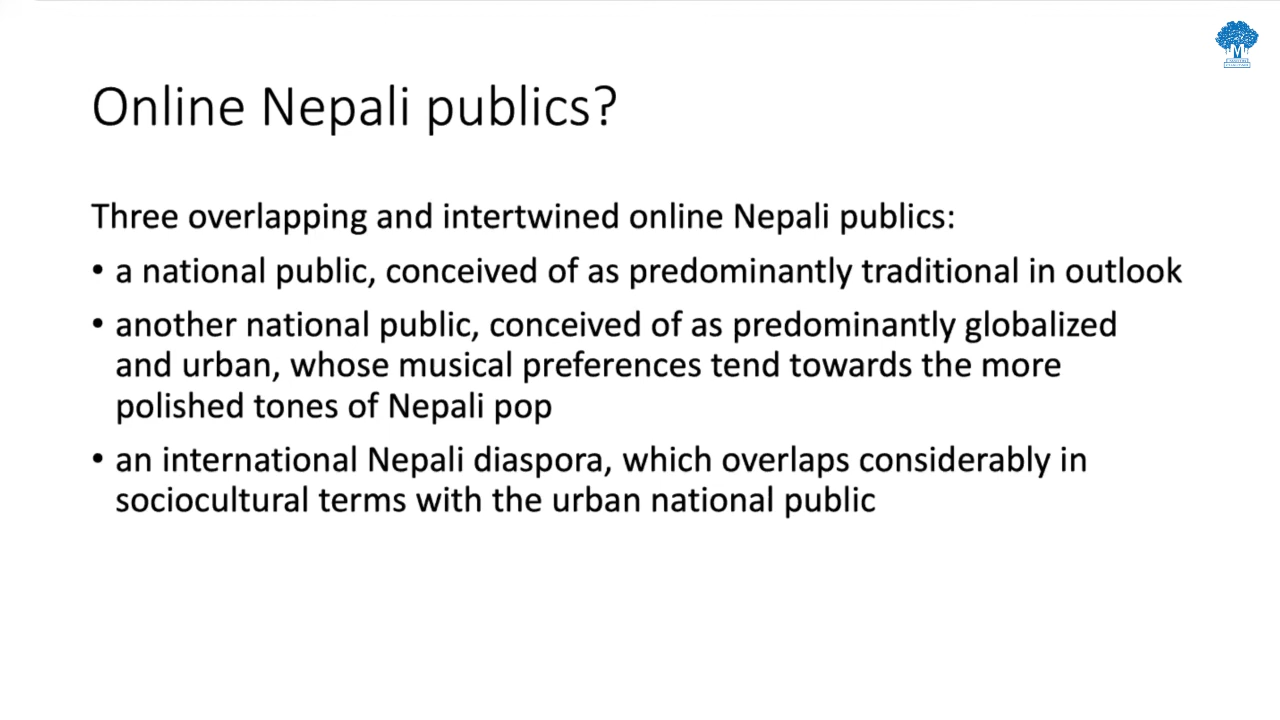 Online Nepali publics?
Three overlapping and intertwined online Nepali publics:
• a national public, conceived of as predominantly traditional in outlook
• another national public, conceived of as predominantly globalized
and urban, whose musical preferences tend towards the more
polished tones of Nepali pop
• an international Nepali diaspora, which overlaps considerably in
sociocultural terms with the urban national public
M